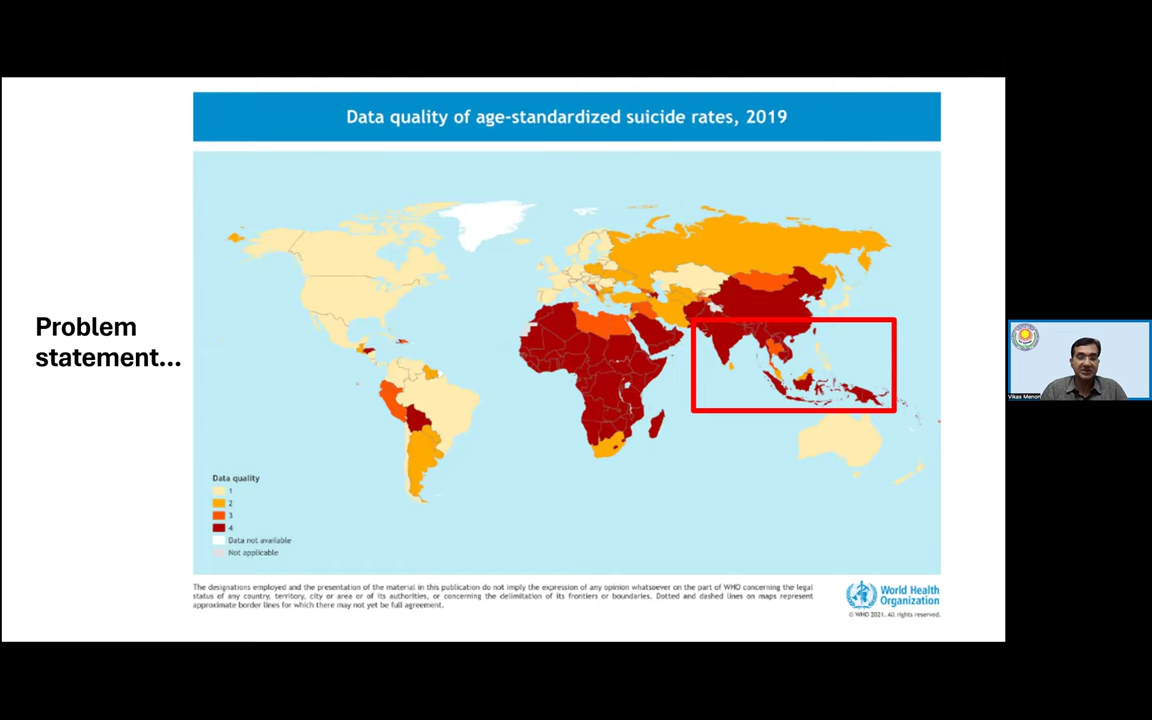 Data quality of age-standardized suicide rates, 2019
Problem
statement...
Data quality
1
2
3
4
Data not available
Not applicable
The designations employed and the presentation of the material in this publication do not imply the expression of any opinion whatsoever on the part of WHO concerning the legal
status of any country, territory, city or area or of its authorities, or concerning the delimitation of its frontiers or boundaries. Dotted and dashed lines on maps represent
approximate border lines for which there may not yet be full agreement.
World Health
Organization
© WHO 2021. All rights reserved.
Vikas Menon